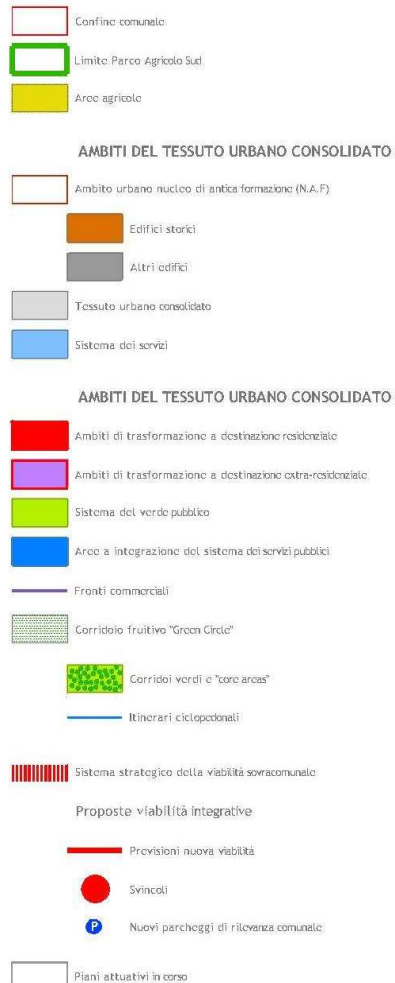 Confine comunale
Limite Parco Agricolo Sud
Aree agricole
AMBITI DEL TESSUTO URBANO CONSOLIDATO
Ambito urbano nucleo di antica formazione (N.A.F)
Edifici storici
Altri edifici
Tessuto urbano consolidato
Sistema dei servizi
AMBITI DEL TESSUTO URBANO CONSOLIDATO
Ambiti di trasformazione a destinazione residenziale
Ambiti di trasformazione a destinazione extra-residenziale
Sistema del verde pubblico
Aree a integrazione del sistema dei servizi pubblici
Fronti commerciali
Corridoio fruitivo "Green Circle"
Corridoi verdi e "core areas"
Itinerari ciclopedonali
Sistema strategico della viabilità sovracomunale
Proposte viabilità integrative
Previsioni nuova viabilità
Svincoli
P Nuovi parcheggi di rilevanza comunale
Piani attuativi in corso